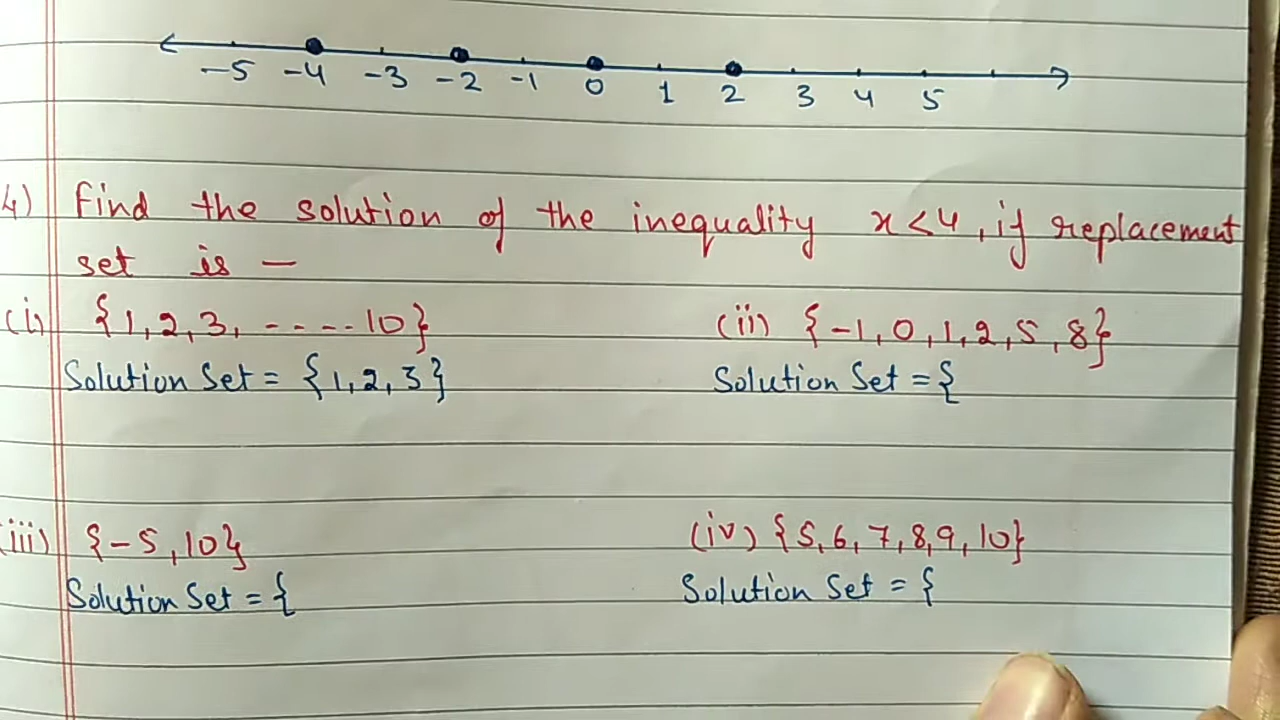 -5 -4 -3 -2 -1 0 1 2 3 4 5
4) Find the solution of the inequality x<4, if replacement
set is —
(i) {1, 2, 3, ----- 10} (ii) {-1, 0, 1, 2, 5, 8}
Solution Set = {1, 2, 3} Solution Set = {
(iii) {-5, 10} (iv) {5, 6, 7, 8, 9, 10}
Solution Set = { Solution Set = {